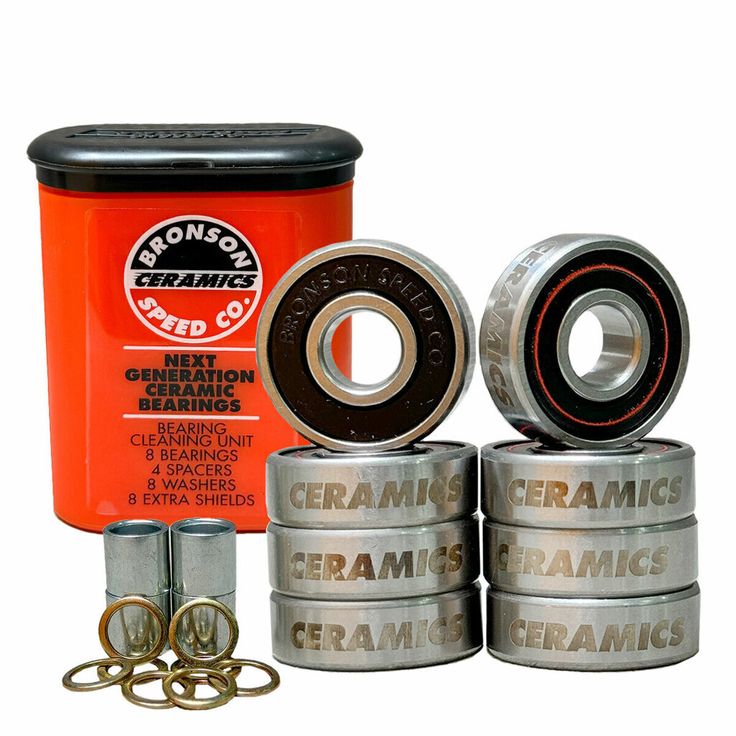 BRONSON
CERAMICS
SPEED CO.
NEXT
GENERATION
CERAMIC
BEARINGS
BEARING
CLEANING UNIT
8 BEARINGS
4 SPACERS
8 WASHERS
8 EXTRA SHIELDS
BRONSON SPEED CO
CERAMICS
CERAMICS
CERAMICS
CERAMICS
CERAMICS
CERAMICS
CERAMICS